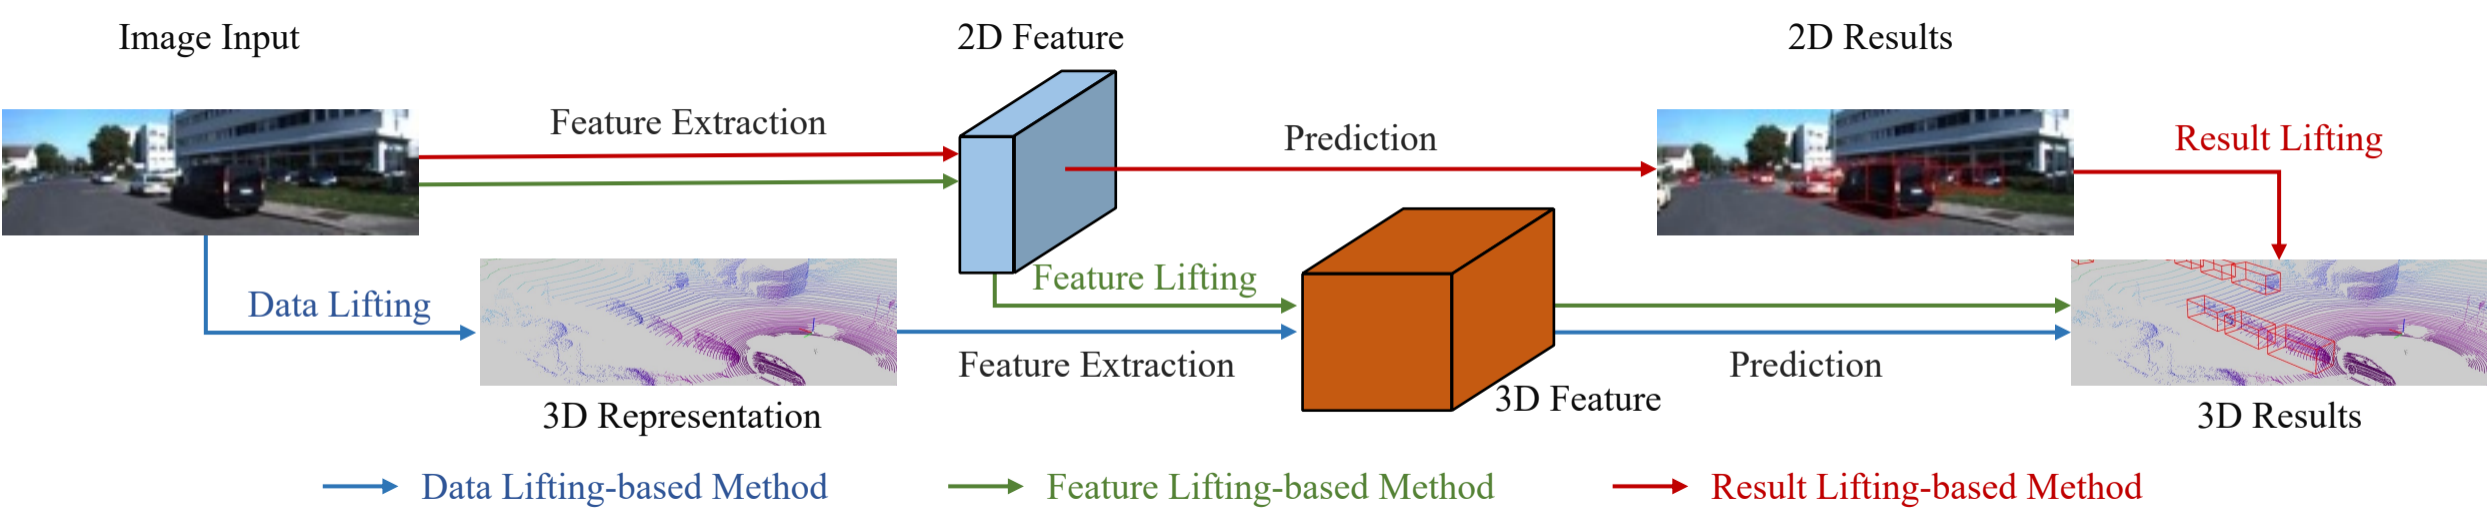 Image Input
2D Feature
2D Results
Feature Extraction
Prediction
Result Lifting
Feature Lifting
Data Lifting
Feature Extraction
Prediction
3D Feature
3D Representation
3D Results
Data Lifting-based Method
Feature Lifting-based Method
Result Lifting-based Method